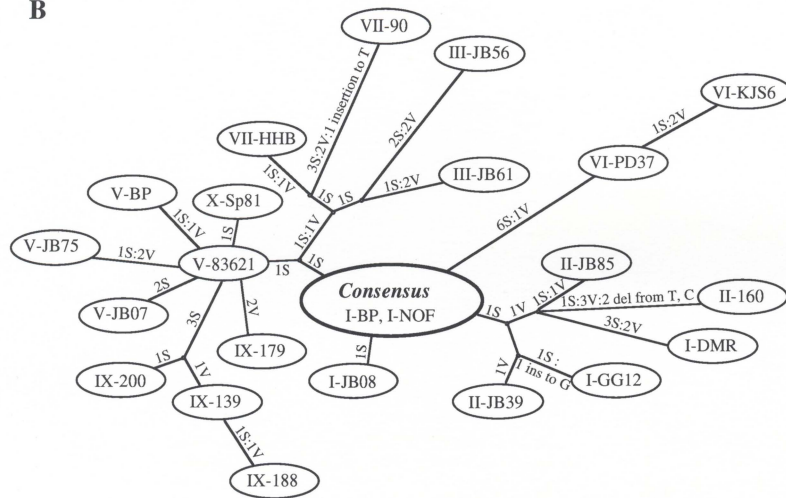 B
VII-90
III-JB56
VI-KJS6
3S:2V:1 insertion to T
2S:2V
1S:2V
VII-HHB
VI-PD37
1S:1V
1S
1S
III-JB61
1S:2V
V-BP
X-Sp81
1S:1V
1S
1S:1V
6S:1V
V-JB75
1S:2V
V-83621
1S
1S
II-JB85
Consensus
I-BP, I-NOF
1S
1V
1S:1V
1S:3V:2 del from T, C
II-160
2S
V-JB07
3S
2V
3S:2V
I-DMR
IX-179
1S
1S
1V
I-JB08
1V
1S :
1 ins to G
I-GG12
IX-200
IX-139
II-JB39
1S:1V
IX-188